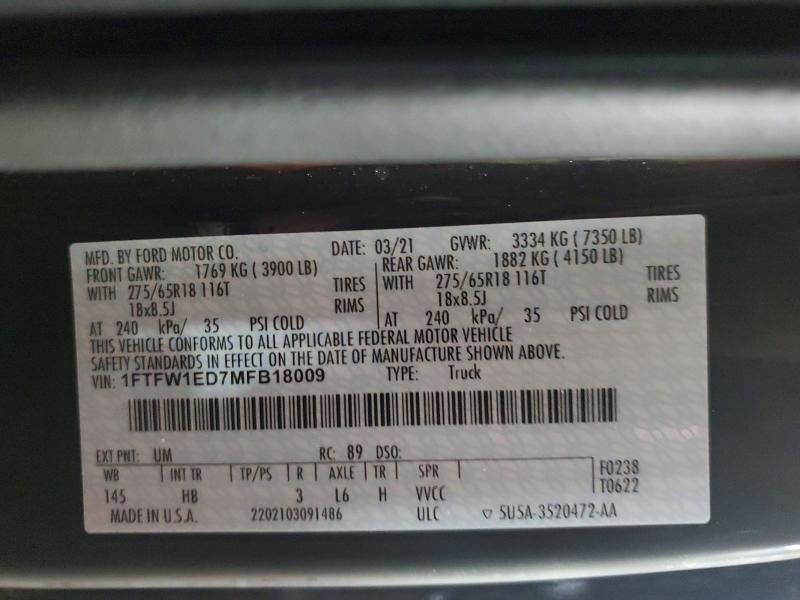 MFD. BY FORD MOTOR CO. DATE: 03/21 GVWR: 3334 KG ( 7350 LB)
FRONT GAWR: 1769 KG ( 3900 LB) REAR GAWR: 1882 KG ( 4150 LB)
WITH 275/65R18 116T TIRES WITH 275/65R18 116T TIRES
18x8.5J RIMS 18x8.5J RIMS
AT 240 kPa/ 35 PSI COLD AT 240 kPa/ 35 PSI COLD
THIS VEHICLE CONFORMS TO ALL APPLICABLE FEDERAL MOTOR VEHICLE
SAFETY STANDARDS IN EFFECT ON THE DATE OF MANUFACTURE SHOWN ABOVE.
VIN: 1FTFW1ED7MFB18009 TYPE: Truck
EXT PNT: UM RC: 89 DSO:
WB INT TR TP/PS R AXLE TR SPR F0238
145 HB 3 L6 H VVCC T0622
MADE IN U.S.A. 2202103091486 ULC ▽ 5U5A-3520472-AA